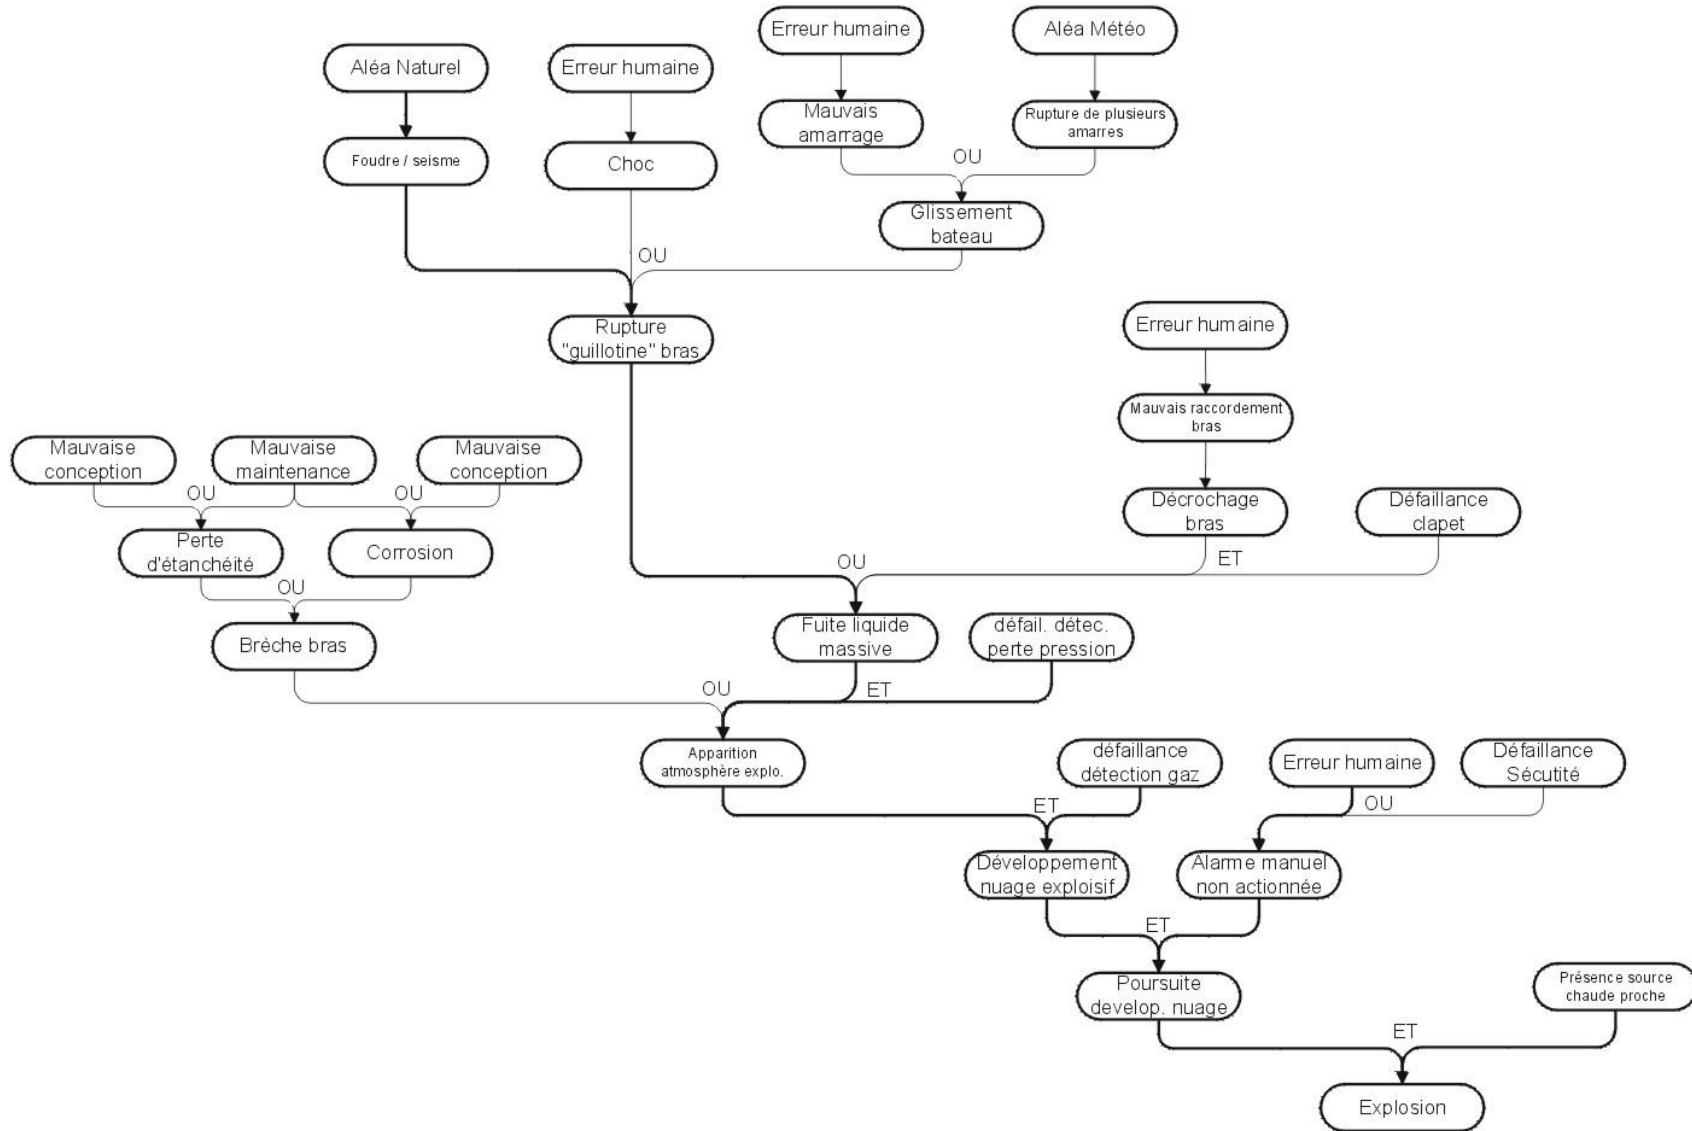 Erreur humaine
Aléa Météo
Aléa Naturel
Erreur humaine
Mauvais
amarrage
Rupture de plusieurs
amarres
Foudre / seisme
Choc
OU
Glissement
bateau
OU
Rupture
"guillotine" bras
Erreur humaine
Mauvais raccordement
bras
Mauvaise
conception
Mauvaise
maintenance
Mauvaise
conception
OU
OU
Décrochage
bras
Défaillance
clapet
Perte
d'étanchéité
Corrosion
OU
ET
OU
Brèche bras
Fuite liquide
massive
défail. détec.
perte pression
OU
ET
Apparition
atmosphère explo.
défaillance
détection gaz
Erreur humaine
Défaillance
Sécutité
ET
OU
Développement
nuage exploisif
Alarme manuel
non actionnée
ET
Poursuite
develop. nuage
Présence source
chaude proche
ET
Explosion